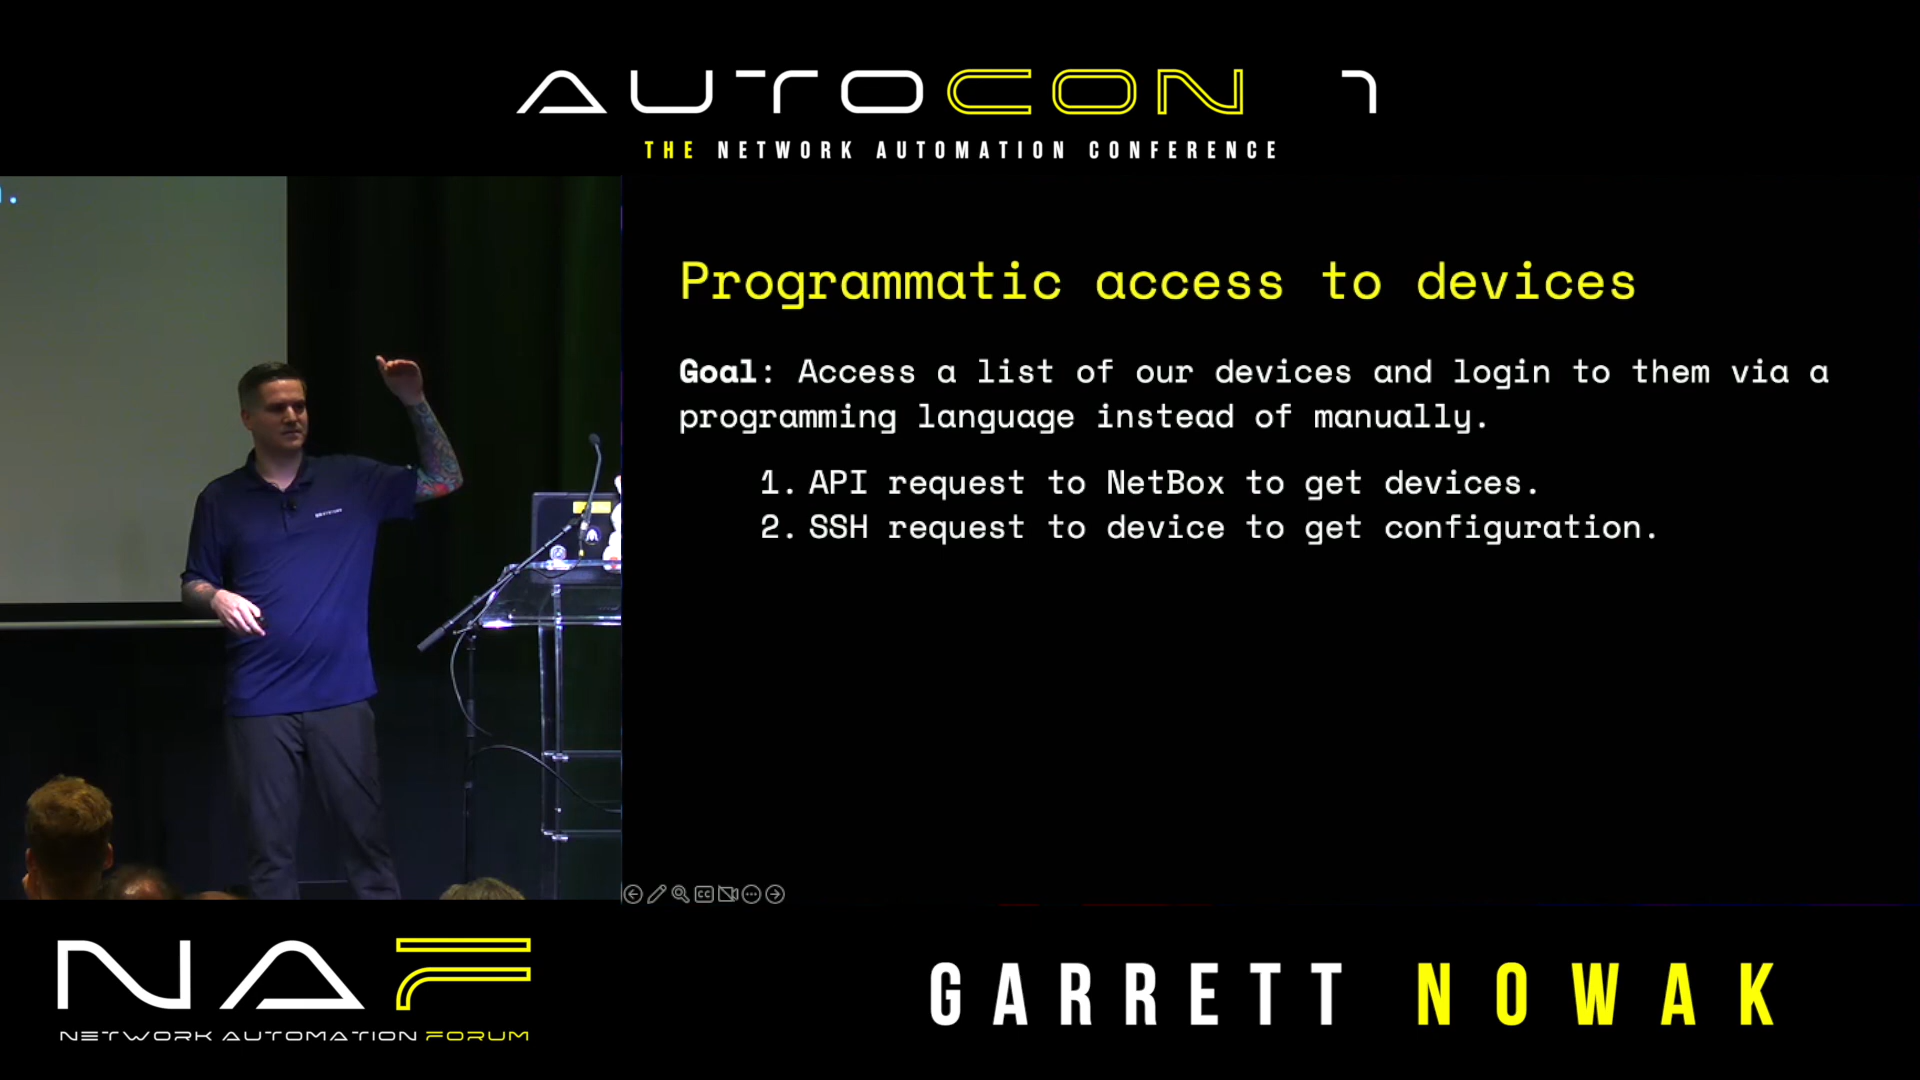 AUTOCON 1
THE NETWORK AUTOMATION CONFERENCE
Programmatic access to devices
Goal: Access a list of our devices and login to them via a
programming language instead of manually.
1. API request to NetBox to get devices.
2. SSH request to device to get configuration.
CC
NAF
NETWORK AUTOMATION FORUM
GARRETT NOWAK